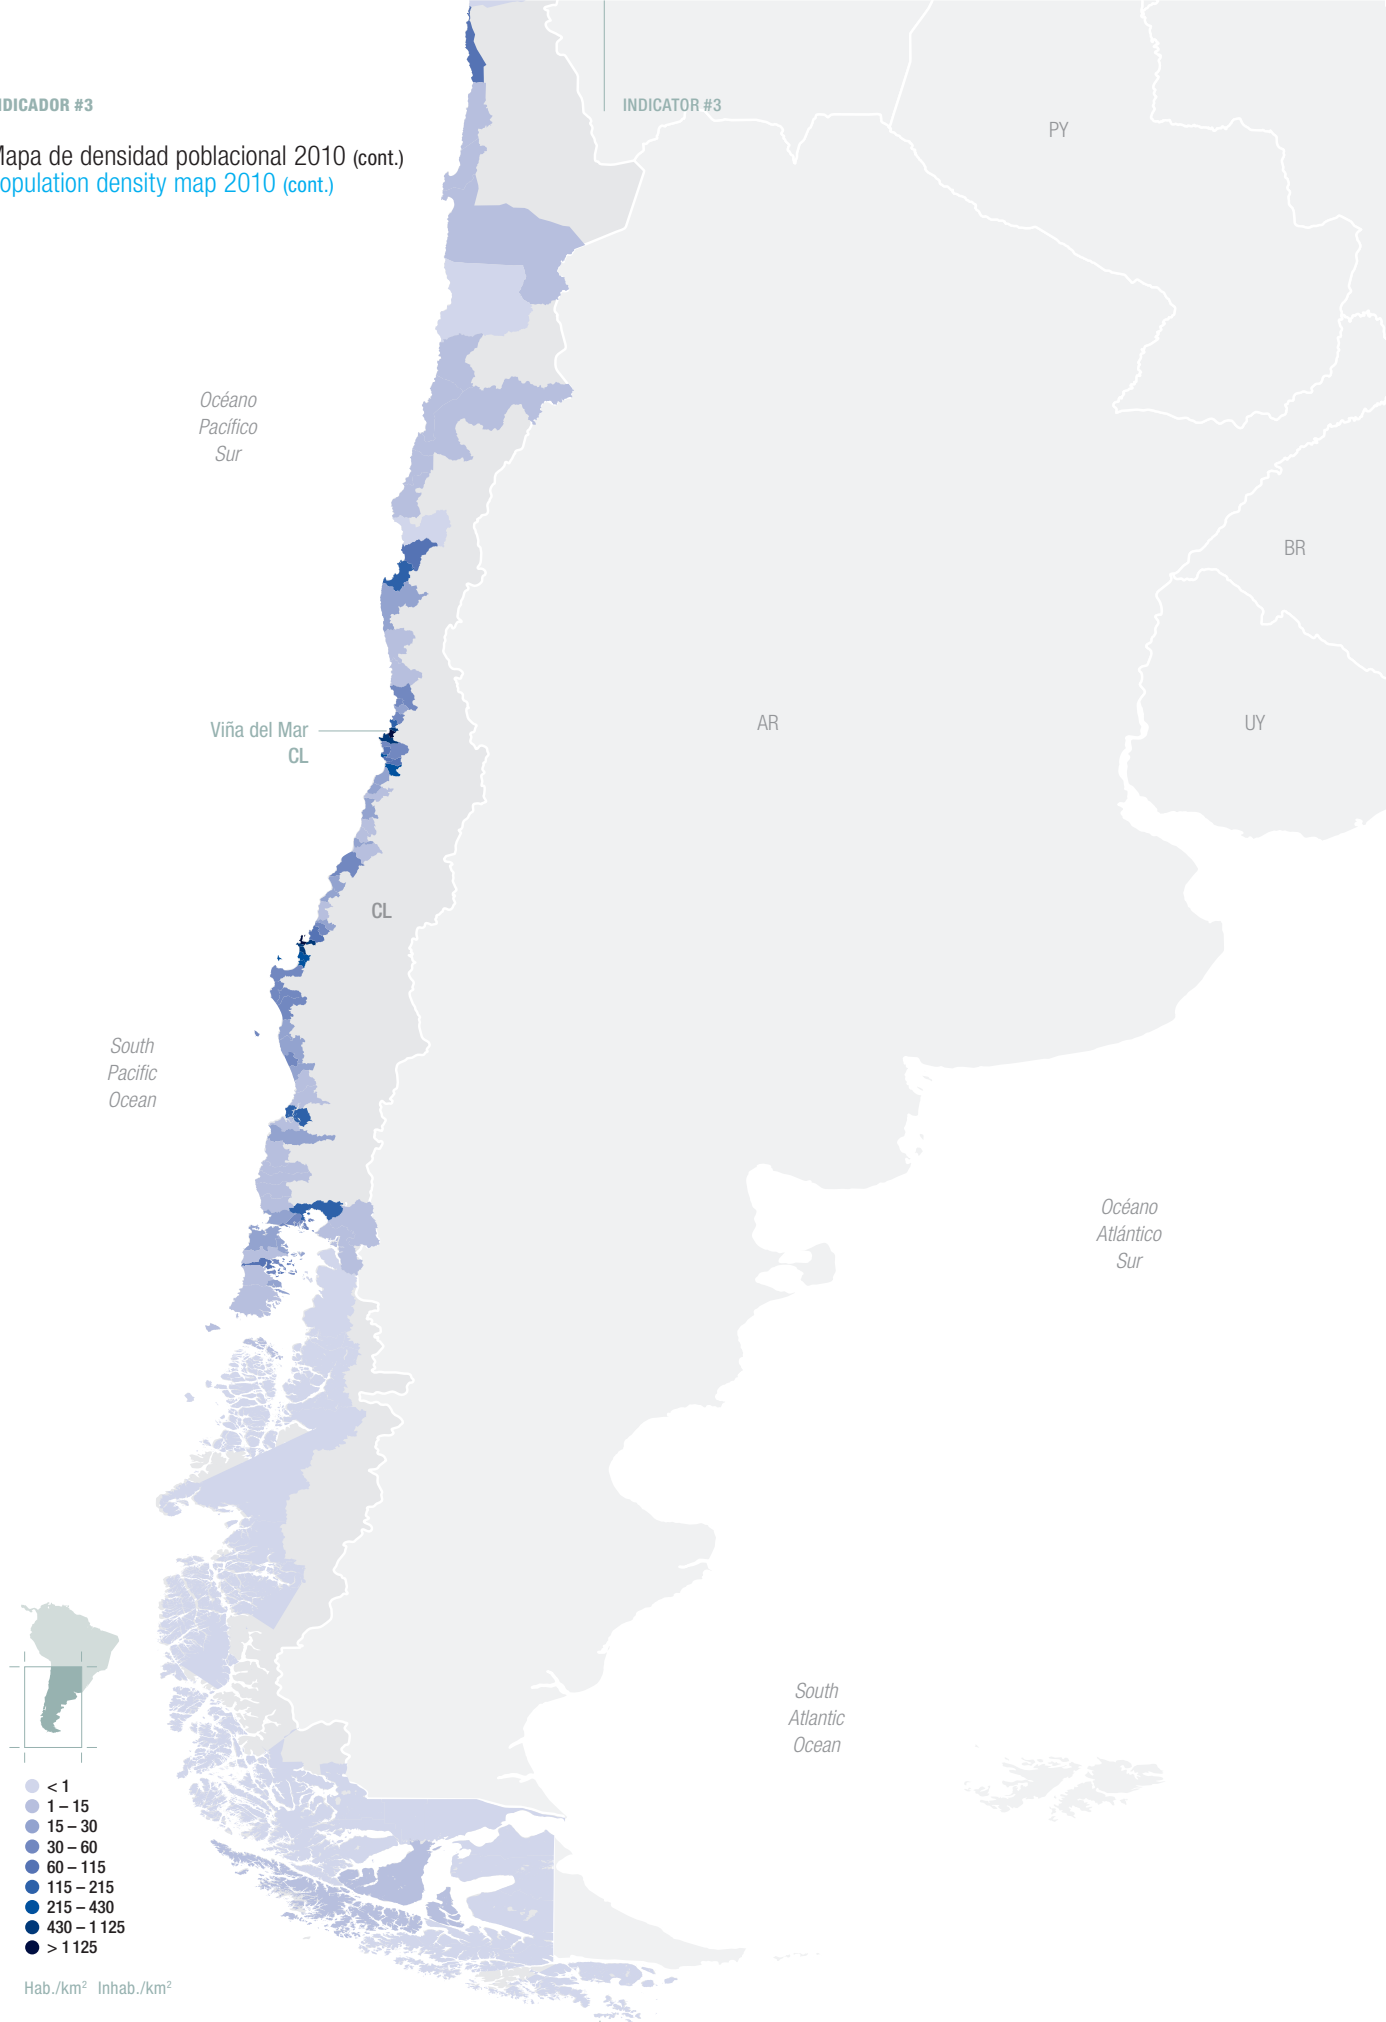 NDICADOR #3
INDICATOR #3
Mapa de densidad poblacional 2010 (cont.)
opulation density map 2010 (cont.)
PY
Océano
Pacífico
Sur
BR
Viña del Mar
CL
AR
UY
CL
South
Pacific
Ocean
Océano
Atlántico
Sur
South
Atlantic
Ocean
< 1
1 – 15
15 – 30
30 – 60
60 – 115
115 – 215
215 – 430
430 – 1 125
> 1 125
Hab./km² Inhab./km²